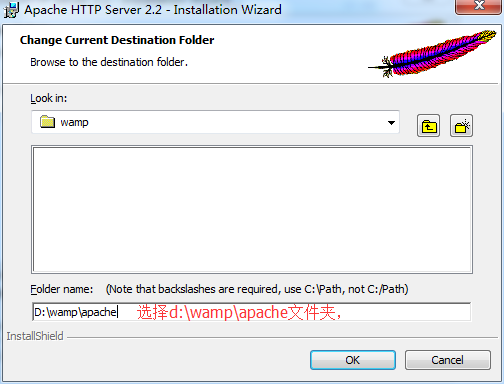 Apache HTTP Server 2.2 - Installation Wizard
Change Current Destination Folder
Browse to the destination folder.
Look in:
wamp
Folder name: (Note that backslashes are required, use C:\Path, not C:/Path)
D:\wamp\apache 选择d:\wamp\apache文件夹，
InstallShield
OK Cancel